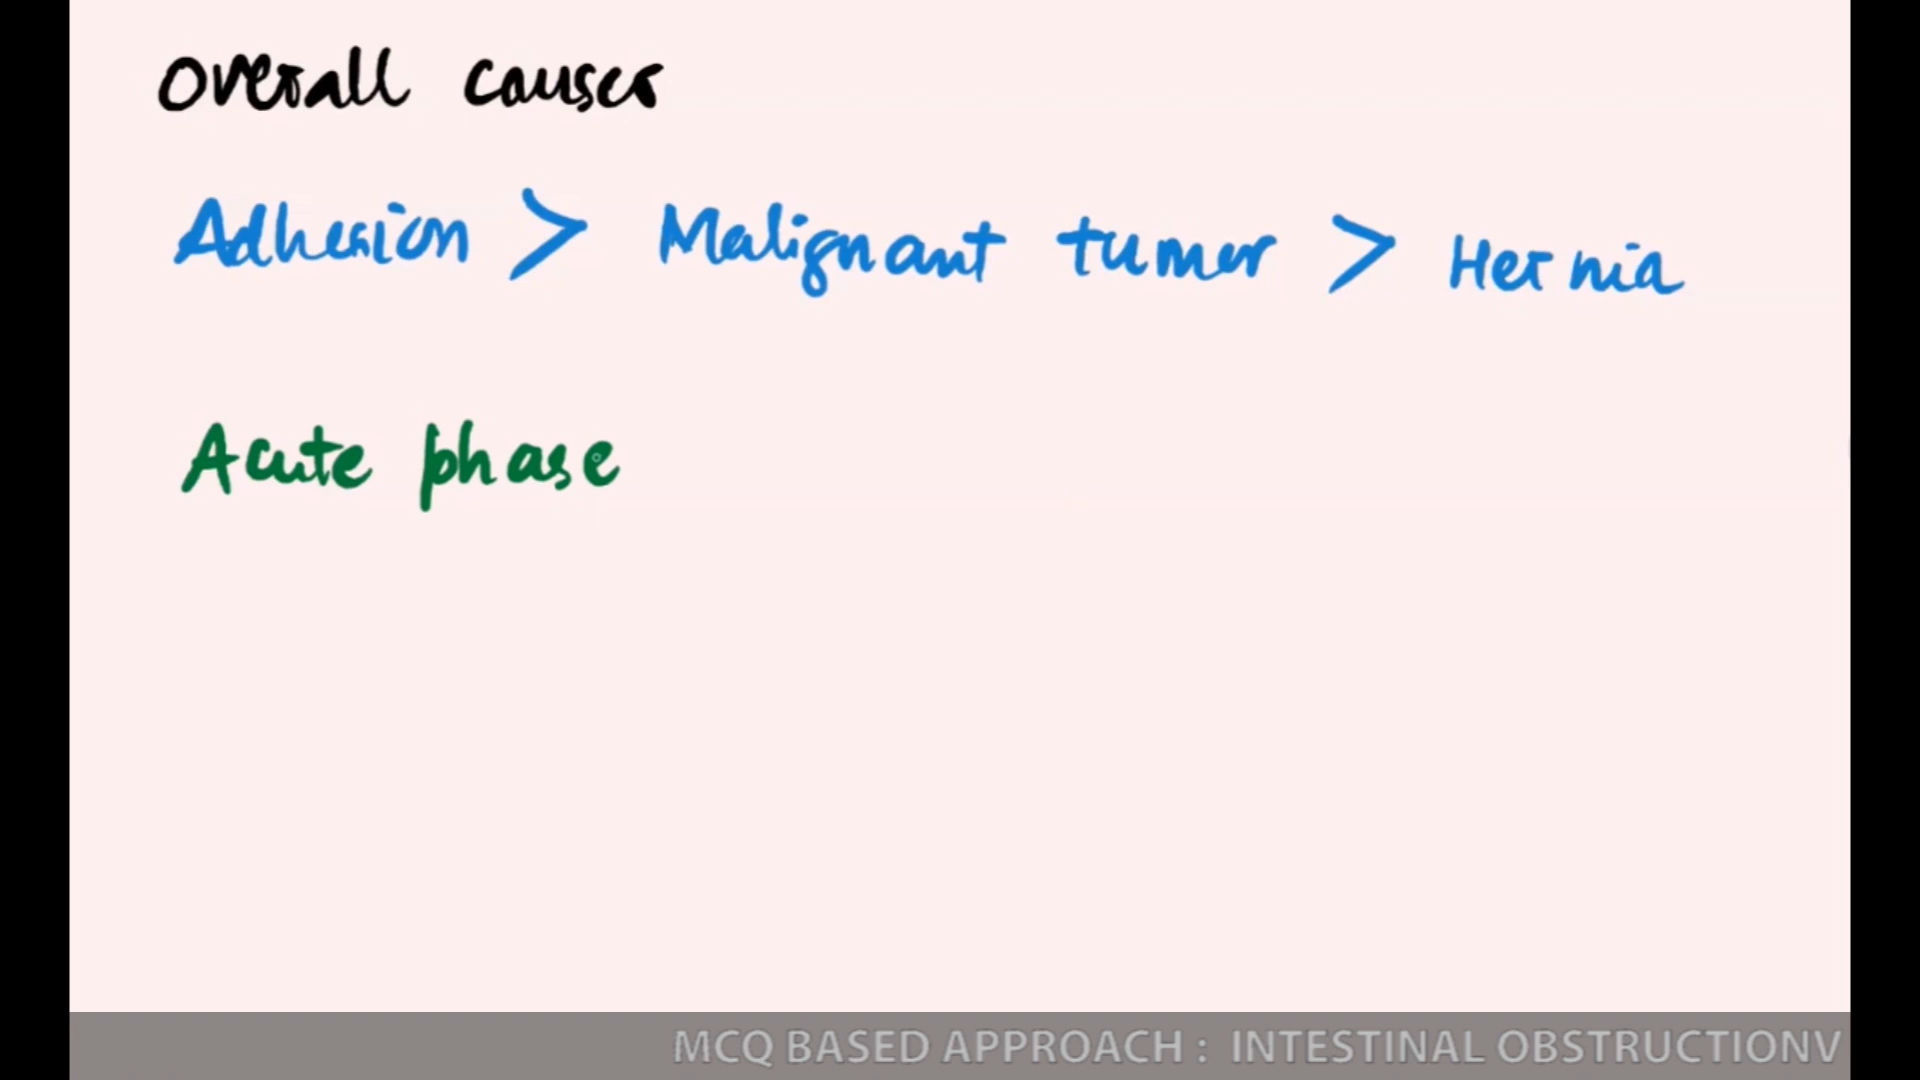 Overall causes
Adhesion > Malignant tumor > Hernia
Acute phase
MCQ BASED APPROACH : INTESTINAL OBSTRUCTIONV